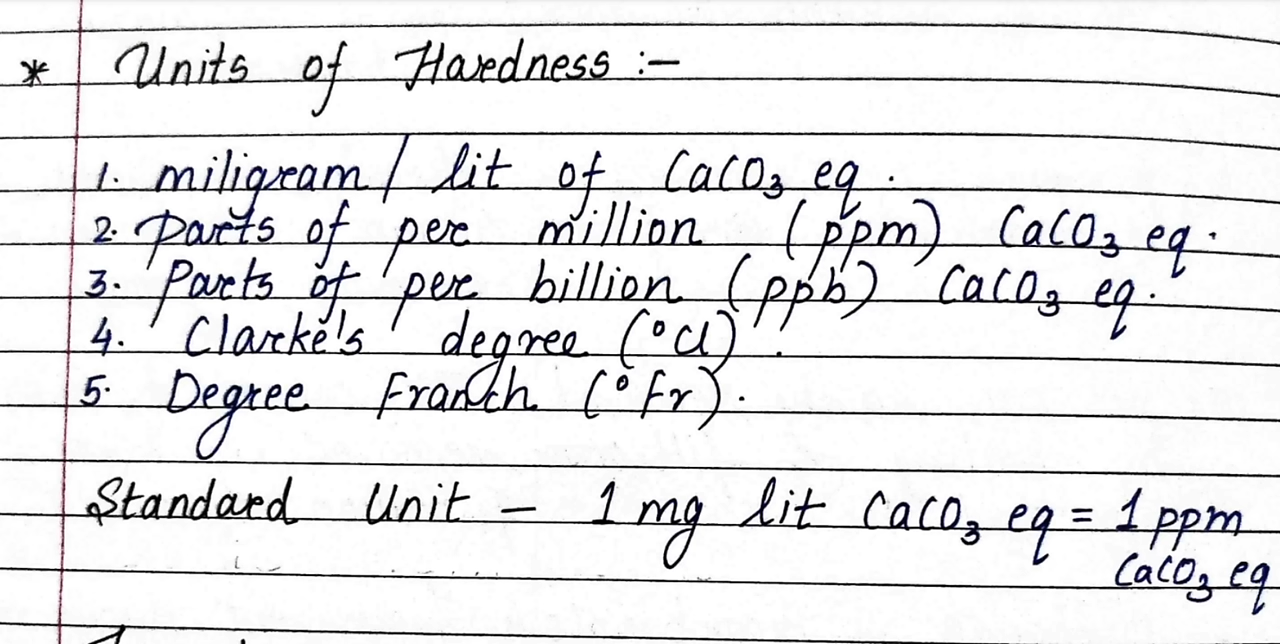 * Units of Hardness :-
1. miligram / lit of CaCO₃ eq.
2. Parts of per million (ppm) CaCO₃ eq.
3. Parts of per billion (ppb) CaCO₃ eq.
4. Clarke's degree (°Cl).
5. Degree Franch (°Fr).
Standard Unit – 1 mg lit CaCO₃ eq = 1 ppm
CaCO₃ eq